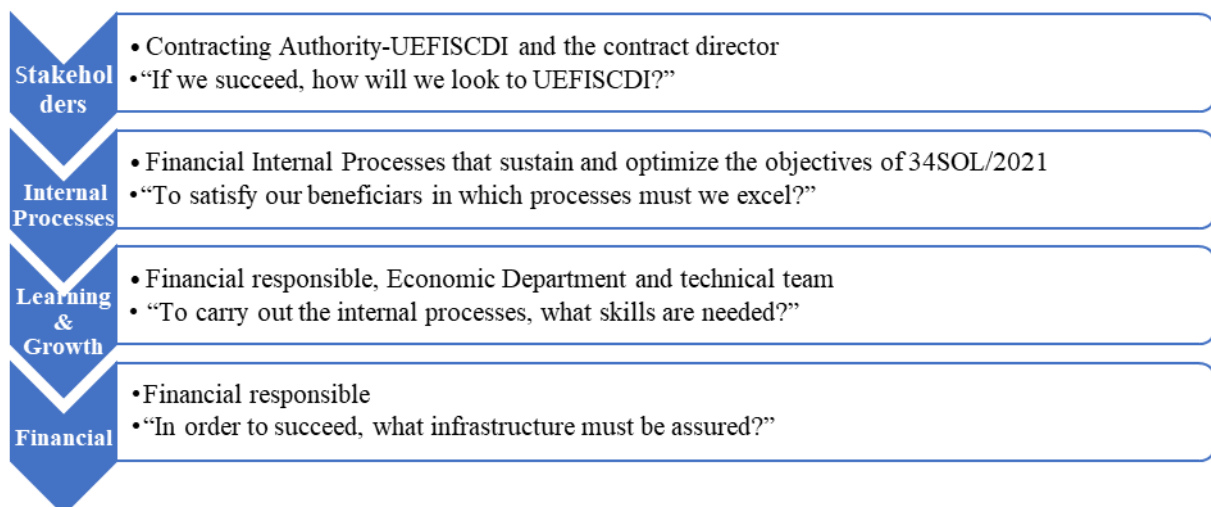 Stakehol
ders
• Contracting Authority-UEFISCDI and the contract director
•“If we succeed, how will we look to UEFISCDI?”
Internal
Processes
• Financial Internal Processes that sustain and optimize the objectives of 34SOL/2021
•“To satisfy our beneficiars in which processes must we excel?”
Learning
&
Growth
• Financial responsible, Economic Department and technical team
• “To carry out the internal processes, what skills are needed?”
Financial
•Financial responsible
•“In order to succeed, what infrastructure must be assured?”